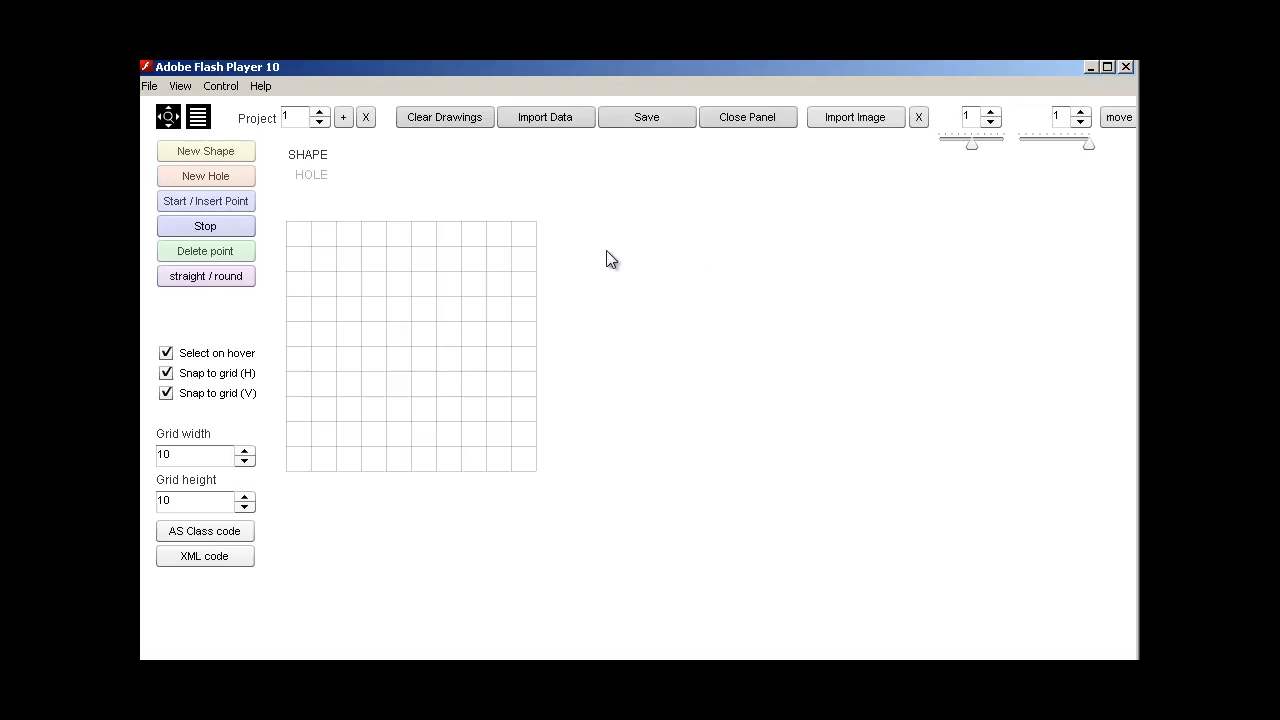 Adobe Flash Player 10
File View Control Help
Project 1 + X Clear Drawings Import Data Save Close Panel Import Image X 1 1 move
New Shape
New Hole
Start / Insert Point
Stop
Delete point
straight / round
SHAPE
HOLE
Select on hover
Snap to grid (H)
Snap to grid (V)
Grid width
10
Grid height
10
AS Class code
XML code